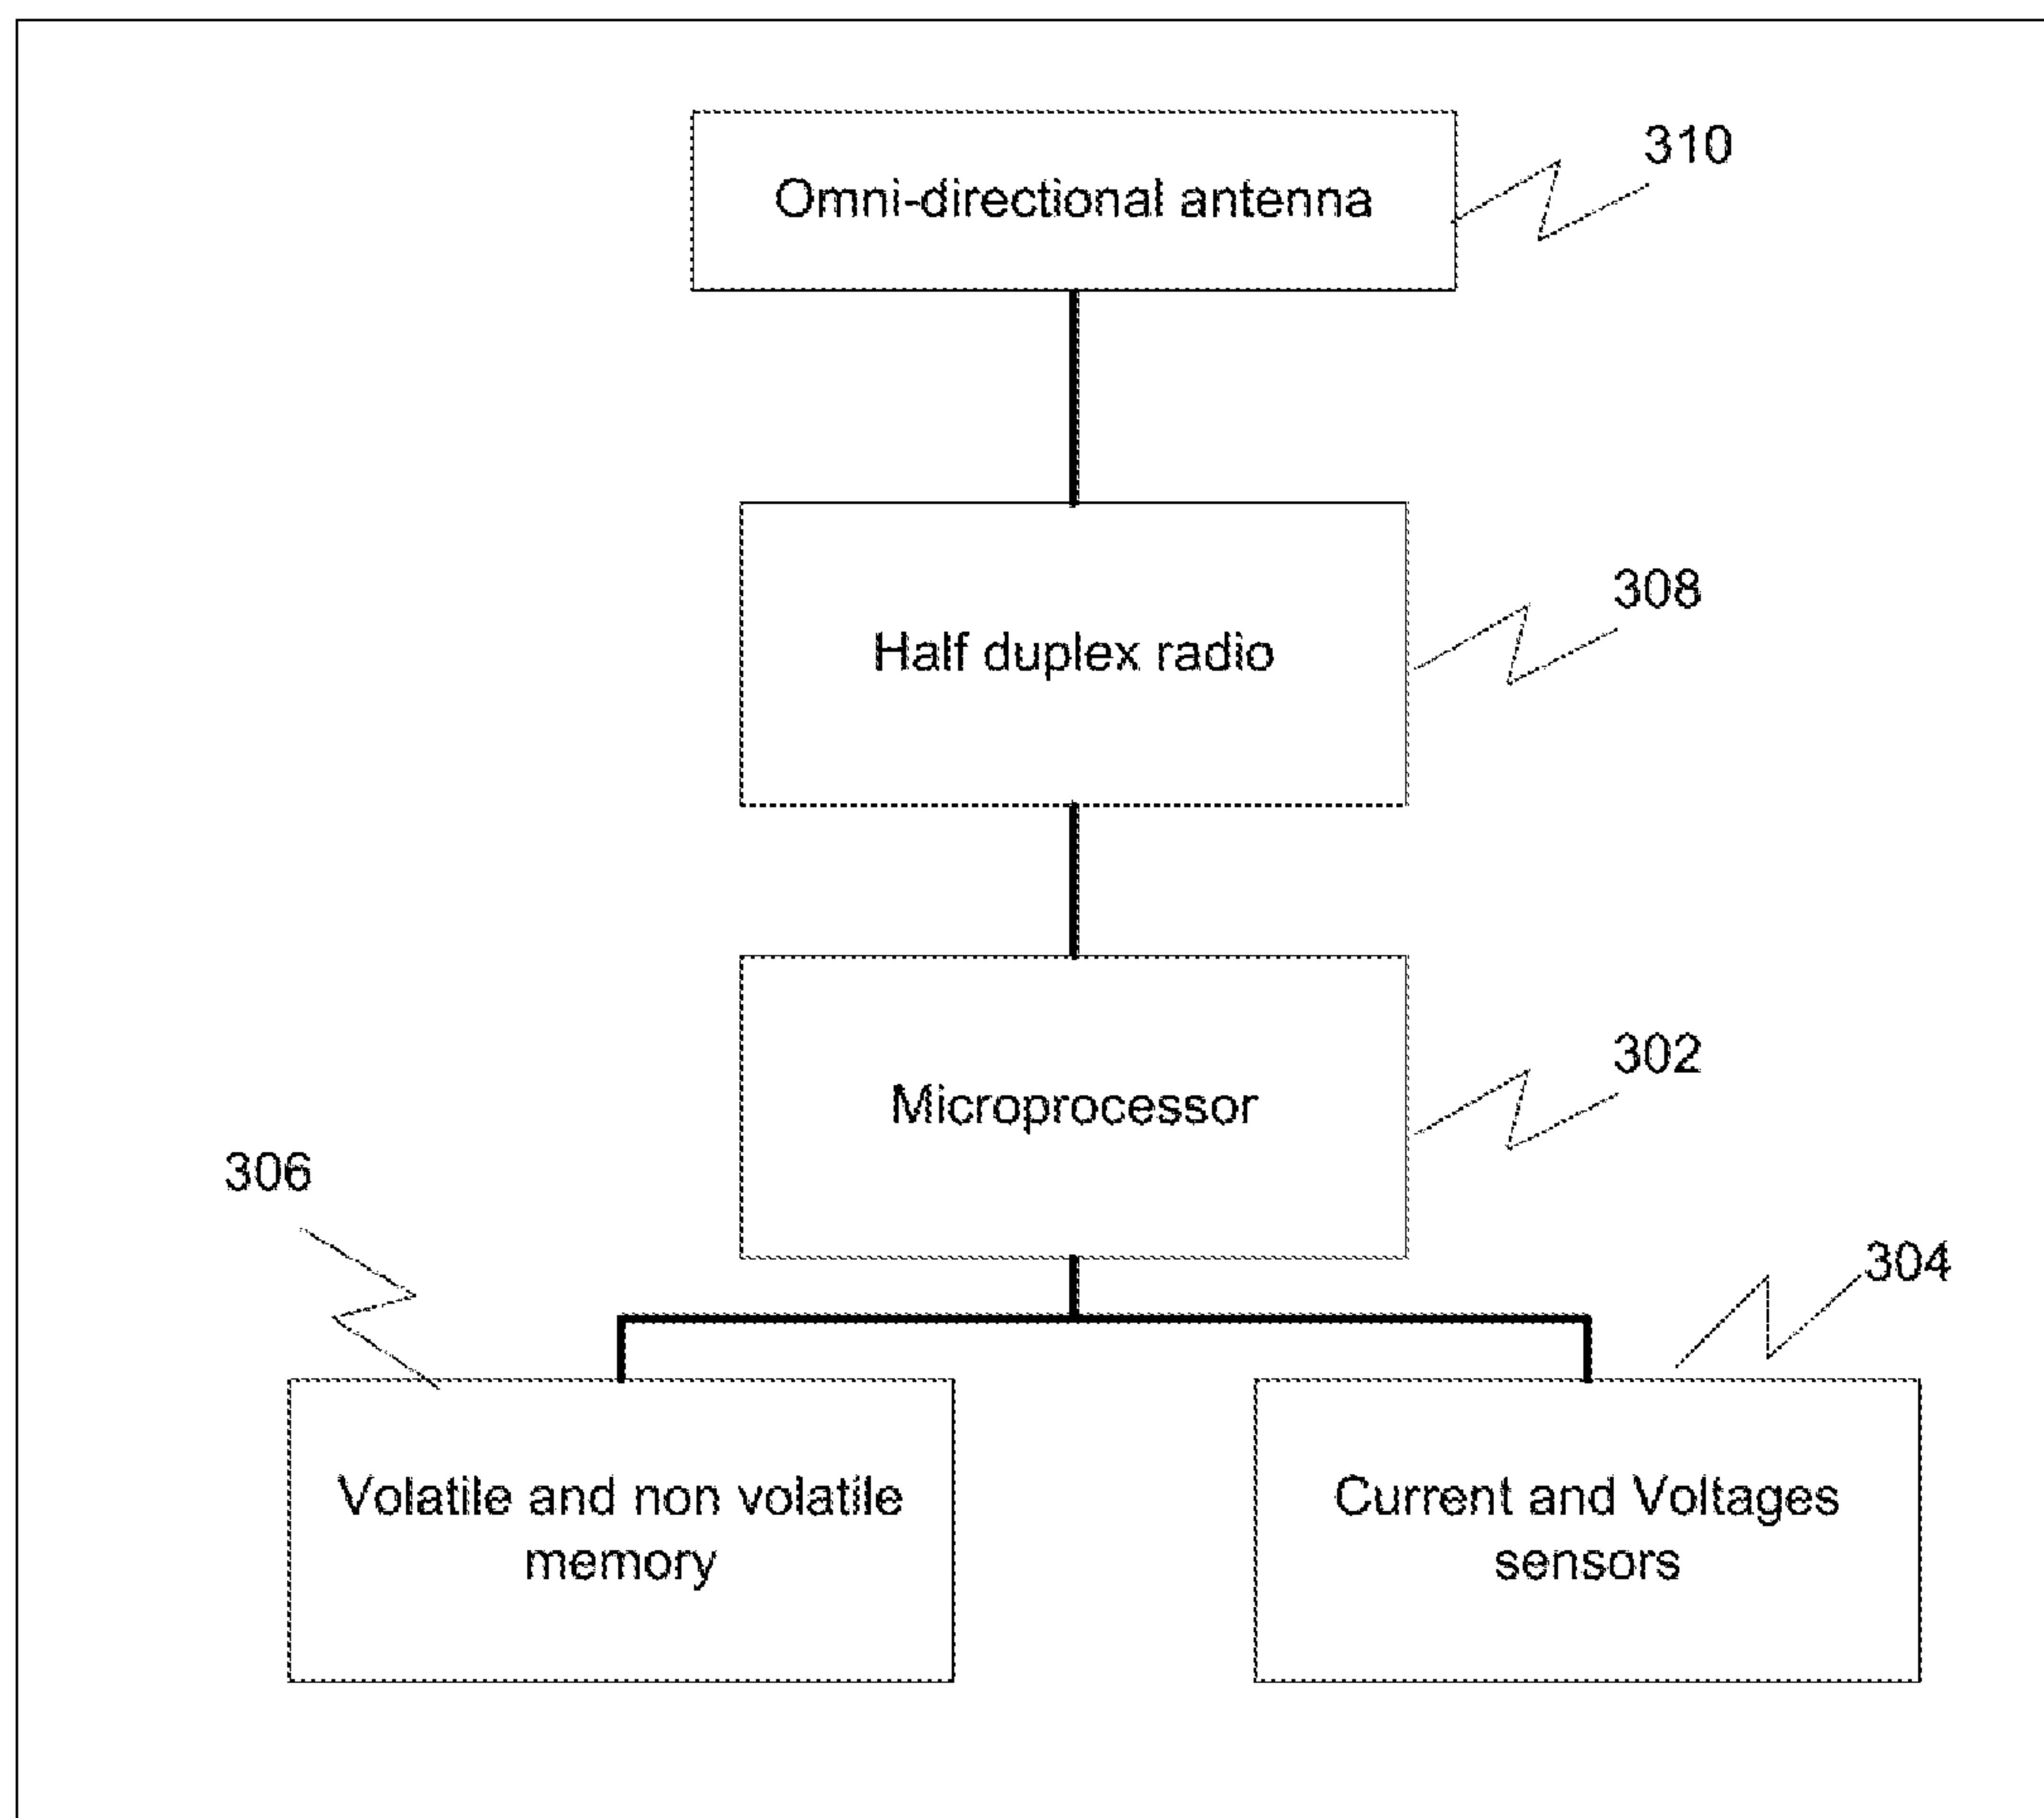 310
Omni-directional antenna
308
Half duplex radio
302
Microprocessor
306
304
Volatile and non volatile
memory
Current and Voltages
sensors